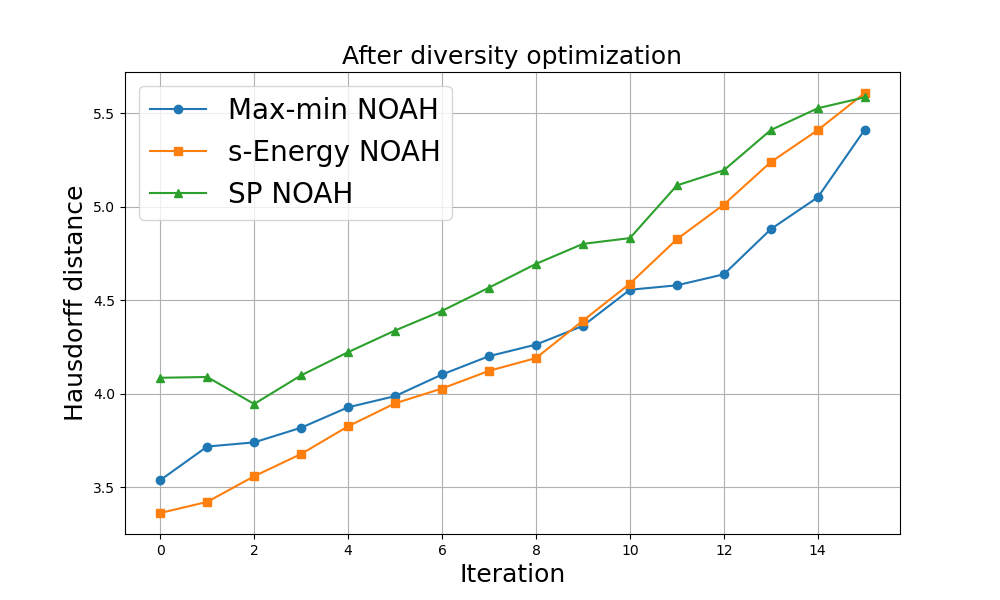 After diversity optimization
Max-min NOAH
s-Energy NOAH
SP NOAH
Hausdorff distance
5.5
5.0
4.5
4.0
3.5
0 2 4 6 8 10 12 14
Iteration